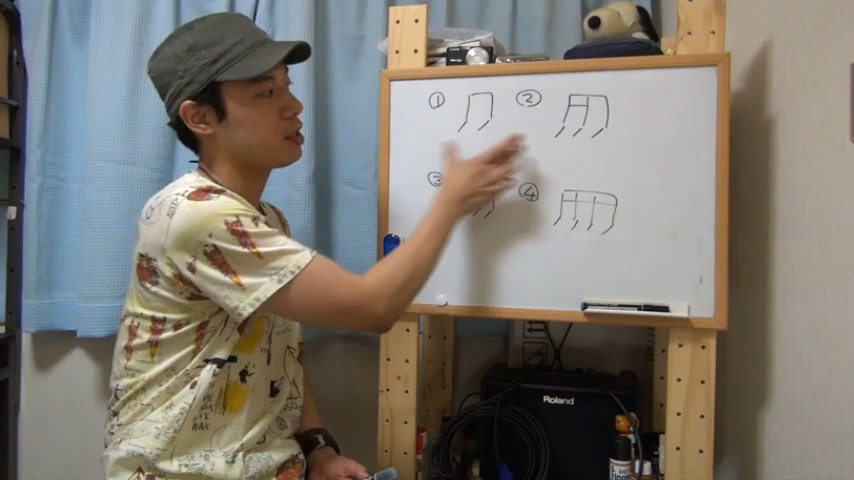 ① ②
③ ④
Roland